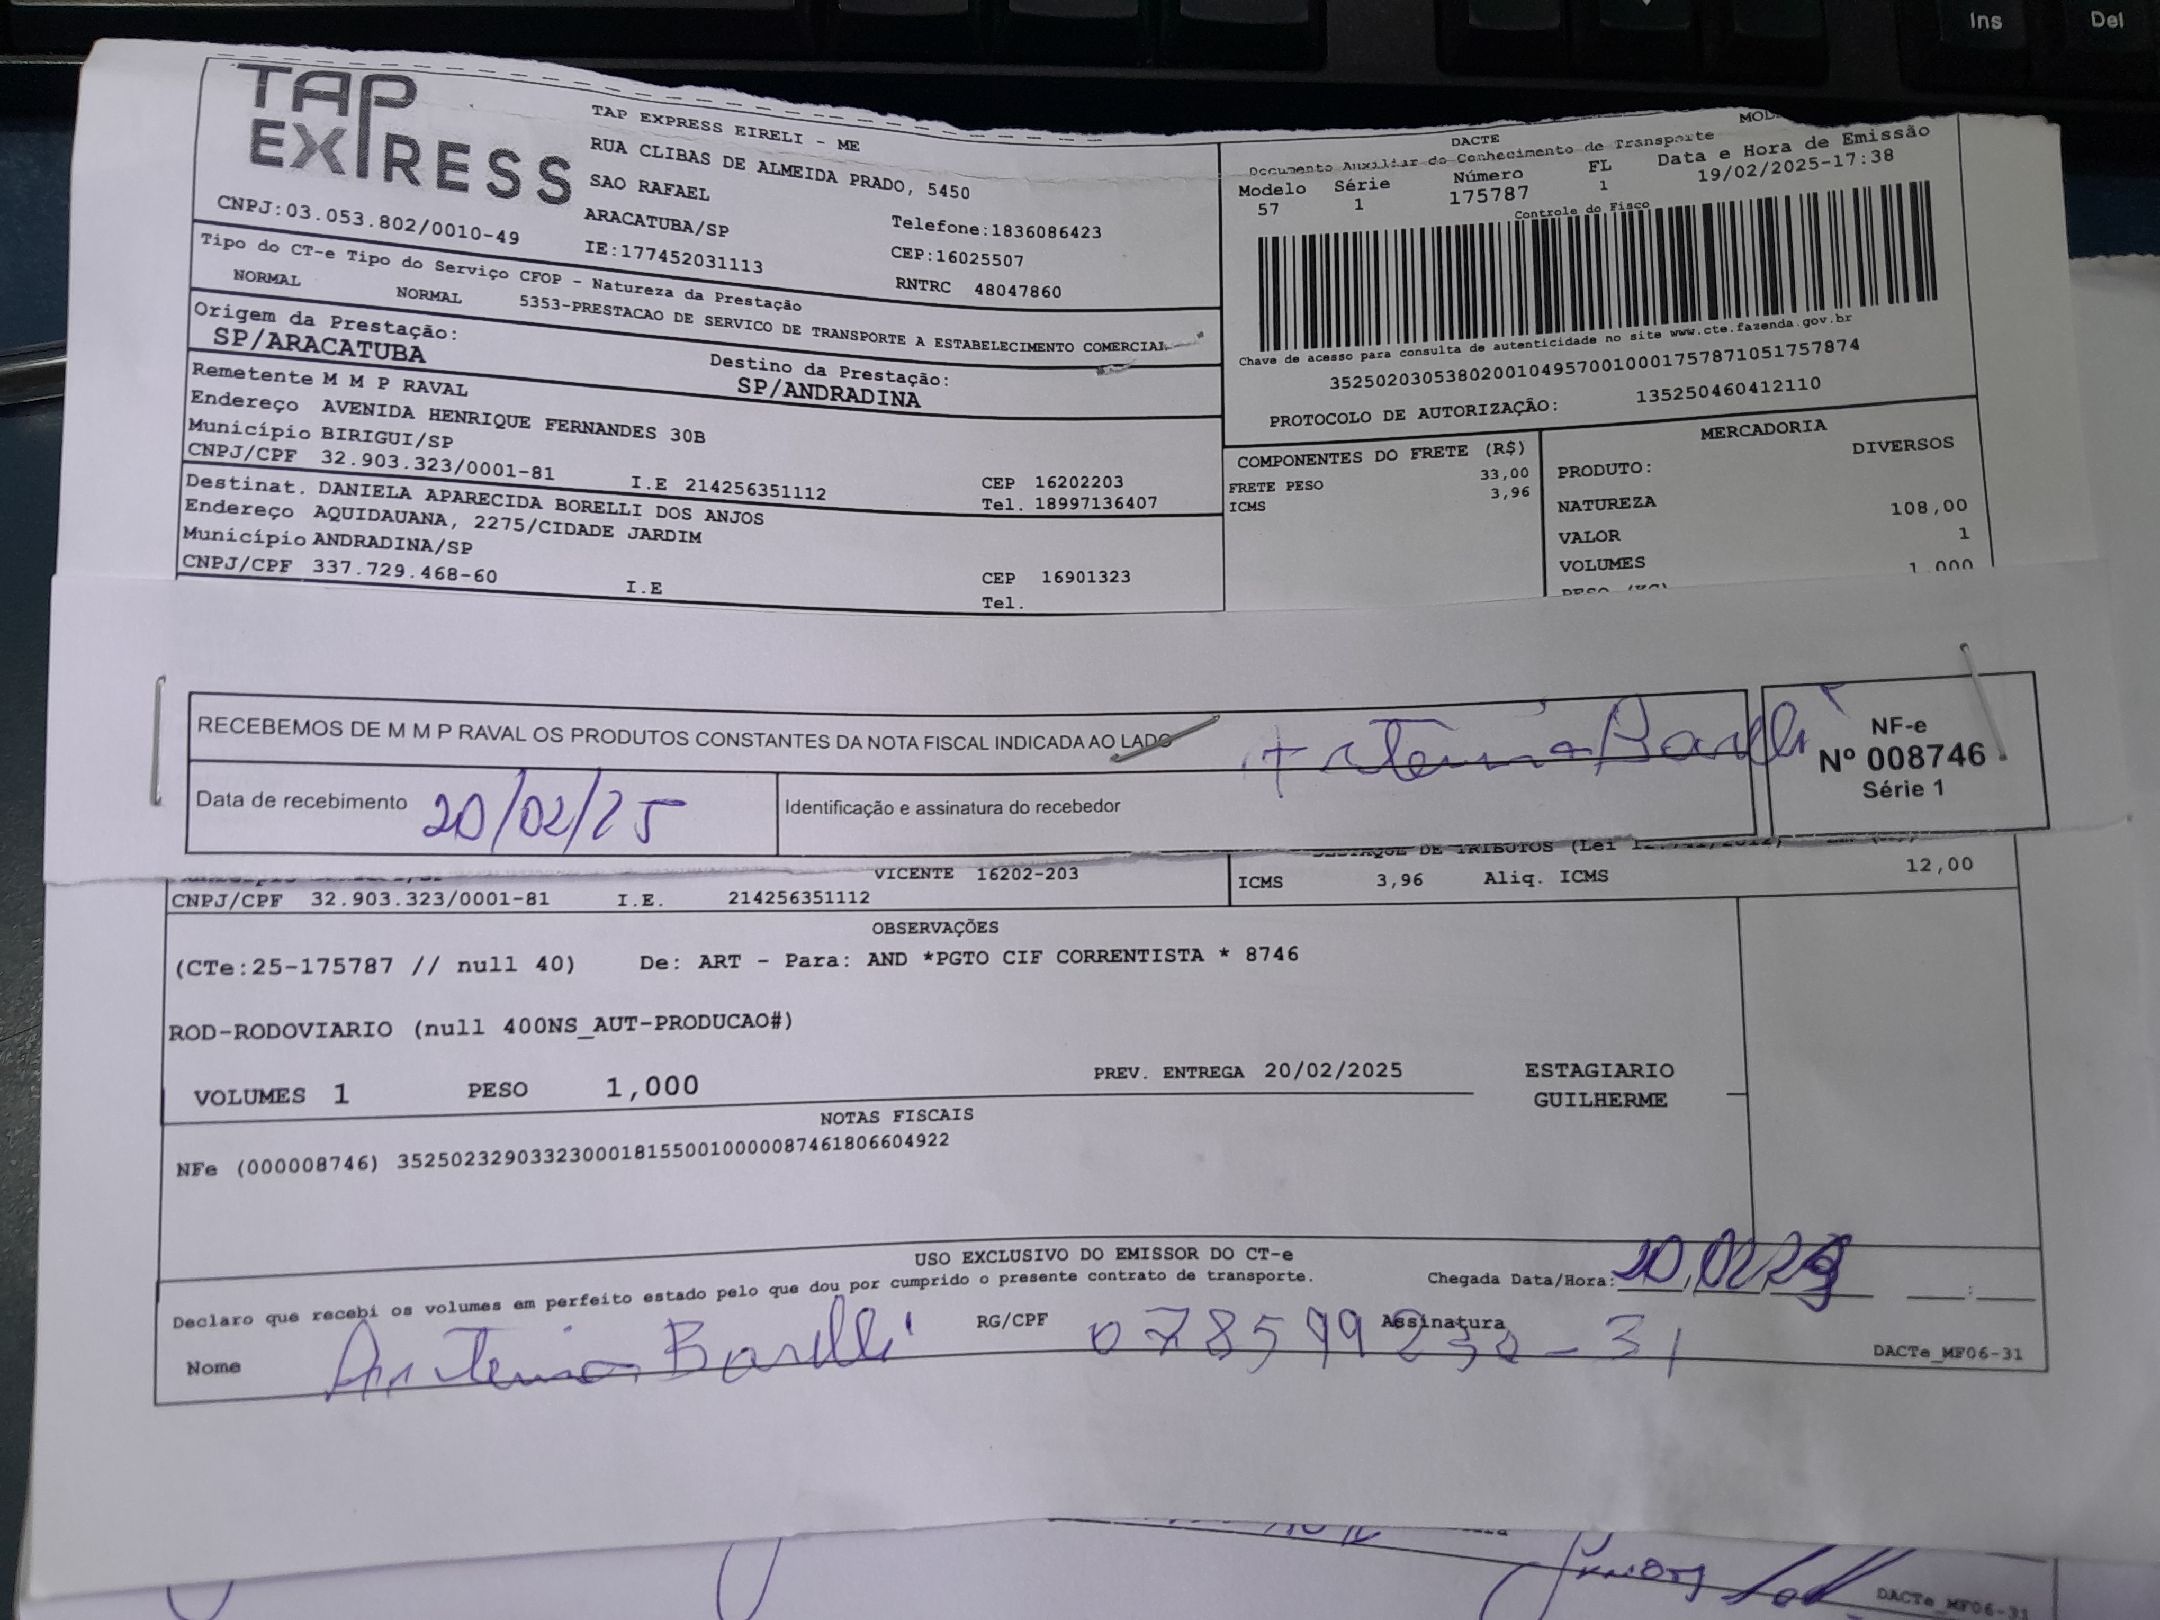 Ins
Del
TAP
EXPRESS
TAP EXPRESS EIRELI - ME
RUA CLIBAS DE ALMEIDA PRADO, 5450
SAO RAFAEL
ARACATUBA/SP
Telefone:1836086423
CNPJ:03.053.802/0010-49
IE:177452031113
CEP:16025507
RNTRC 48047860
DACTE
Documento Auxiliar do Conhecimento de Transporte
Modelo Série Número FL Data e Hora de Emissão
57 1 175787 1 19/02/2025-17:38
Controle do Fisco
Chave de acesso para consulta de autenticidade no site www.cte.fazenda.gov.br
35250203053802001049570010001757871051757874
PROTOCOLO DE AUTORIZAÇÃO: 135250460412110
Tipo do CT-e Tipo do Serviço CFOP - Natureza da Prestação
NORMAL NORMAL 5353-PRESTACAO DE SERVICO DE TRANSPORTE A ESTABELECIMENTO COMERCIAL
Origem da Prestação: Destino da Prestação:
SP/ARACATUBA SP/ANDRADINA
Remetente M M P RAVAL
Endereço AVENIDA HENRIQUE FERNANDES 30B
Município BIRIGUI/SP CEP 16202203
CNPJ/CPF 32.903.323/0001-81 I.E 214256351112 Tel. 18997136407
Destinat. DANIELA APARECIDA BORELLI DOS ANJOS
Endereço AQUIDAUANA, 2275/CIDADE JARDIM
Município ANDRADINA/SP CEP 16901323
CNPJ/CPF 337.729.468-60 I.E Tel.
COMPONENTES DO FRETE (R$)
FRETE PESO 33,00
ICMS 3,96
MERCADORIA
PRODUTO: DIVERSOS
NATUREZA
VALOR 108,00
VOLUMES 1
1,000
RECEBEMOS DE M M P RAVAL OS PRODUTOS CONSTANTES DA NOTA FISCAL INDICADA AO LADO
Data de recebimento 20/02/25
Identificação e assinatura do recebedor
NF-e
Nº 008746
Série 1
VICENTE 16202-203
CNPJ/CPF 32.903.323/0001-81 I.E. 214256351112
DE TRIBUTOS (Lei
ICMS 3,96 Aliq. ICMS 12,00
OBSERVAÇÕES
(CTe:25-175787 // null 40) De: ART - Para: AND *PGTO CIF CORRENTISTA * 8746
ROD-RODOVIARIO (null 400NS_AUT-PRODUCAO#)
VOLUMES 1 PESO 1,000 PREV. ENTREGA 20/02/2025 ESTAGIARIO
GUILHERME
NOTAS FISCAIS
NFe (000008746) 35250232903323000181550010000087461806604922
USO EXCLUSIVO DO EMISSOR DO CT-e
Declaro que recebi os volumes em perfeito estado pelo que dou por cumprido o presente contrato de transporte.
Chegada Data/Hora: 20/02/25 :
Nome RG/CPF Assinatura
DACTe_MF06-31
DACTe_MF06-31